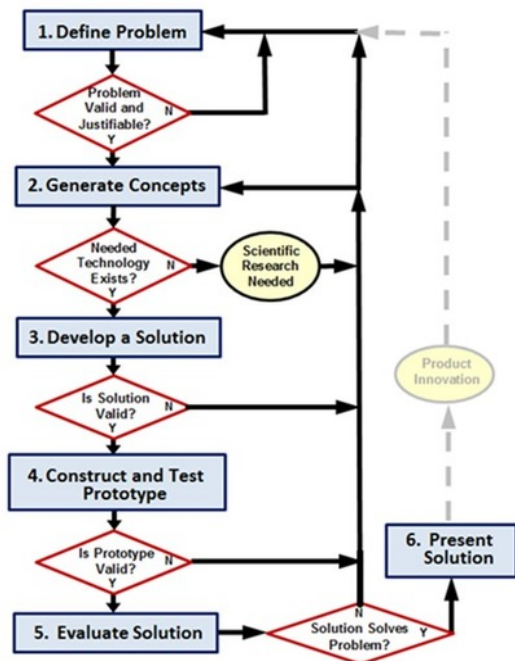 1. Define Problem
Problem
Valid and
Justifiable?
N
Y
2. Generate Concepts
Needed
Technology
Exists?
N
Y
Scientific
Research
Needed
3. Develop a Solution
Is Solution
Valid?
N
Y
4. Construct and Test
Prototype
Is Prototype
Valid?
N
Y
5. Evaluate Solution
N
Solution Solves
Problem?
Y
6. Present
Solution
Product
Innovation